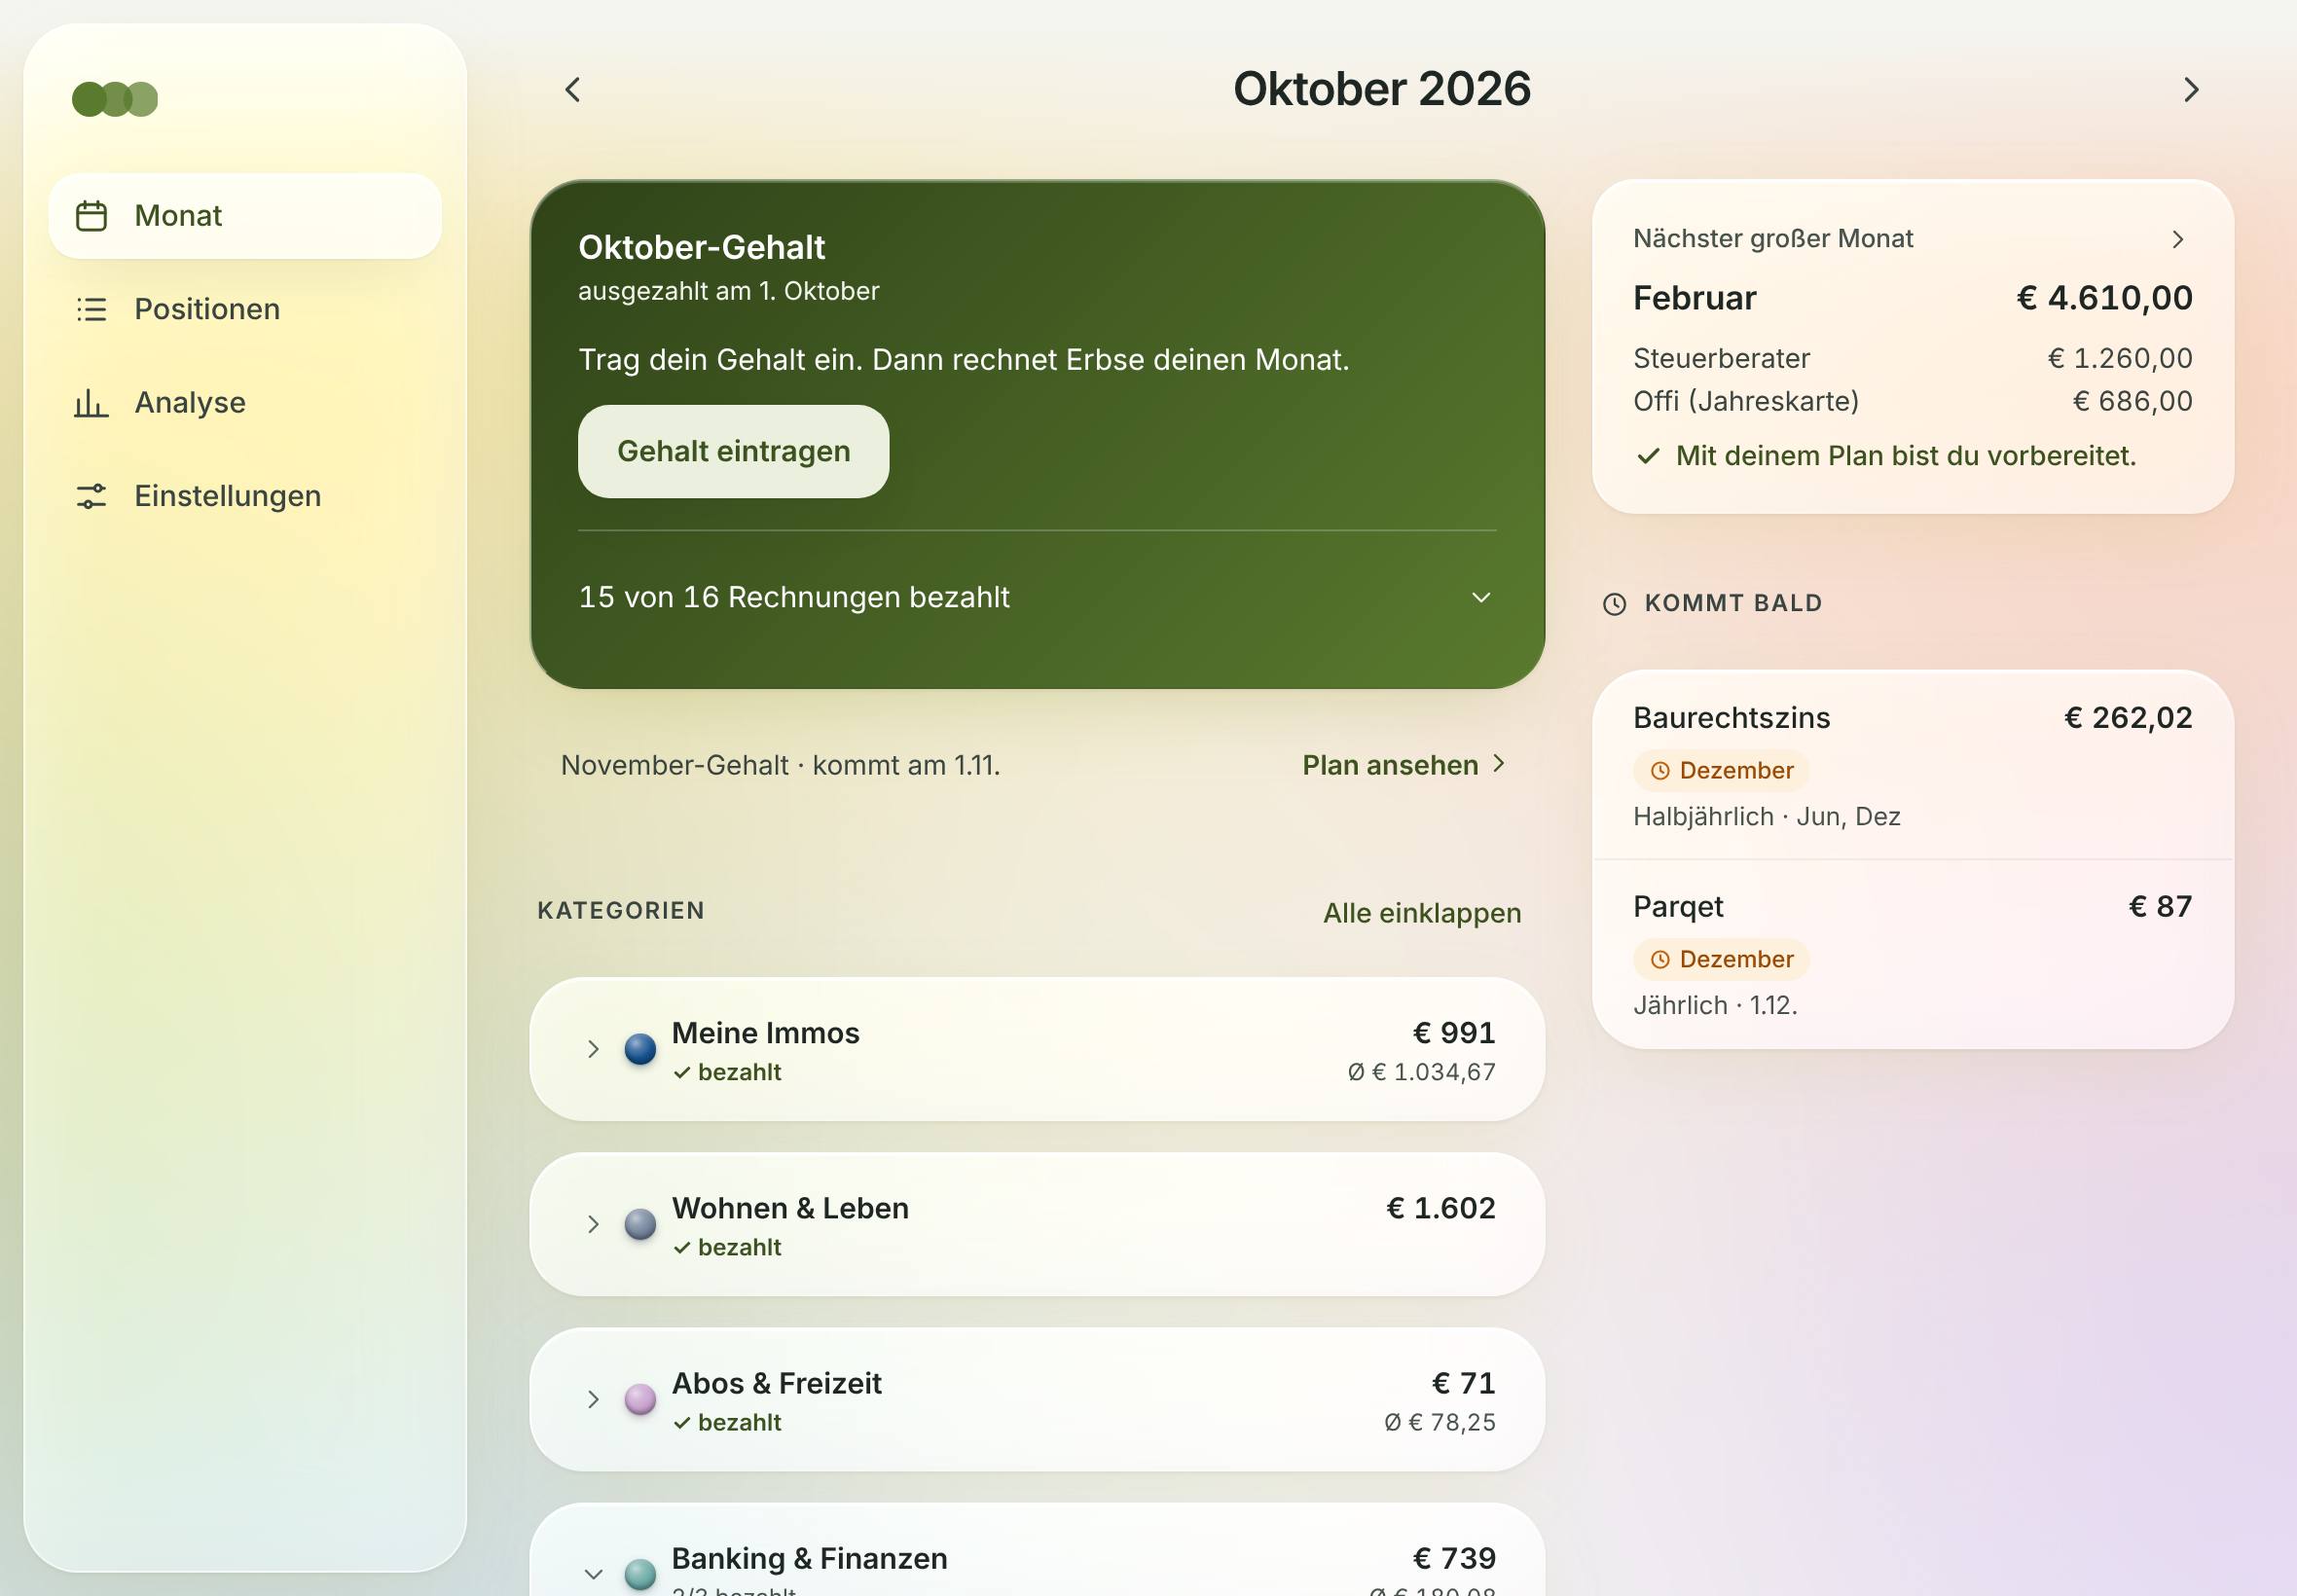 Monat
Positionen
Analyse
Einstellungen
Oktober 2026
Oktober-Gehalt
ausgezahlt am 1. Oktober
Trag dein Gehalt ein. Dann rechnet Erbse deinen Monat.
Gehalt eintragen
15 von 16 Rechnungen bezahlt
November-Gehalt · kommt am 1.11.
Plan ansehen
KATEGORIEN
Alle einklappen
Meine Immos € 991
bezahlt Ø € 1.034,67
Wohnen & Leben € 1.602
bezahlt
Abos & Freizeit € 71
bezahlt Ø € 78,25
Banking & Finanzen € 739
2/3 bezahlt Ø € 180,08
Nächster großer Monat
Februar € 4.610,00
Steuerberater € 1.260,00
Offi (Jahreskarte) € 686,00
Mit deinem Plan bist du vorbereitet.
KOMMT BALD
Baurechtszins € 262,02
Dezember
Halbjährlich · Jun, Dez
Parqet € 87
Dezember
Jährlich · 1.12.